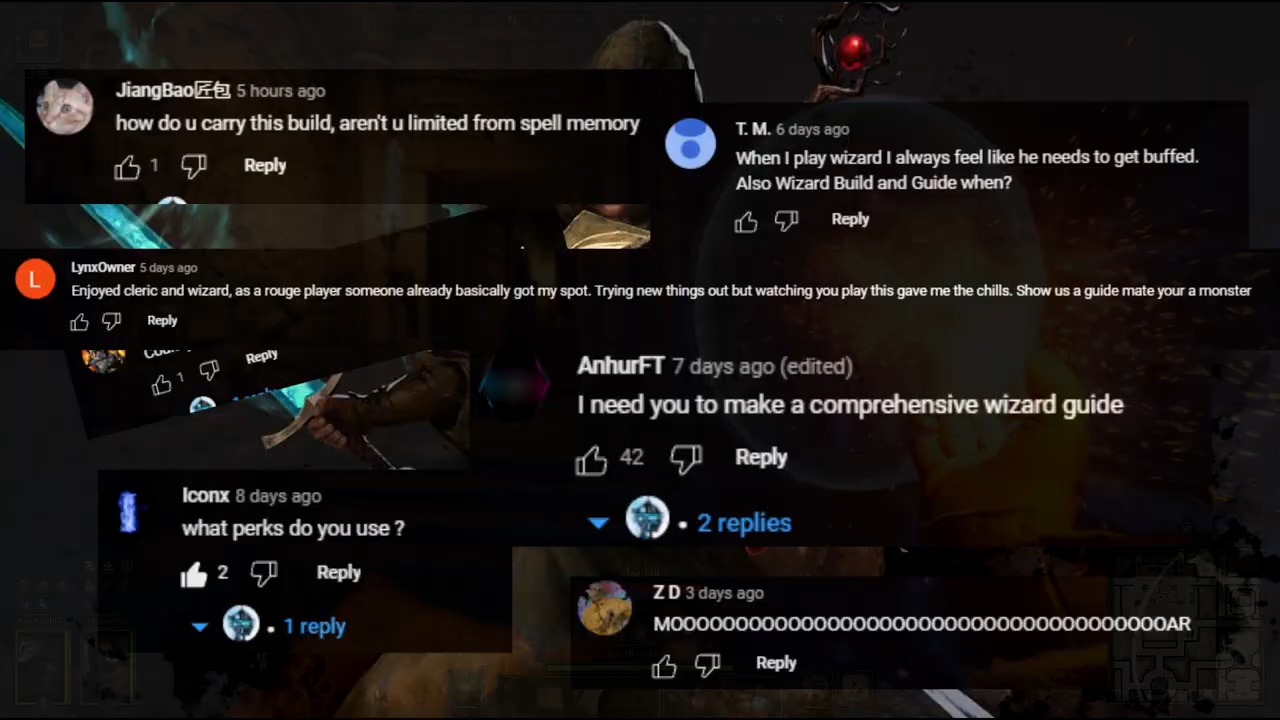 JiangBao匠包 5 hours ago
how do u carry this build, aren't u limited from spell memory
1 Reply
T. M. 6 days ago
When I play wizard I always feel like he needs to get buffed.
Also Wizard Build and Guide when?
Reply
LynxOwner 5 days ago
Enjoyed cleric and wizard, as a rouge player someone already basically got my spot. Trying new things out but watching you play this gave me the chills. Show us a guide mate your a monster
Reply
1 Reply
AnhurFT 7 days ago (edited)
I need you to make a comprehensive wizard guide
42 Reply
2 replies
Iconx 8 days ago
what perks do you use ?
2 Reply
1 reply
Z D 3 days ago
MOOOOOOOOOOOOOOOOOOOOOOOOOOOOOOOOOOOOOOAR
Reply